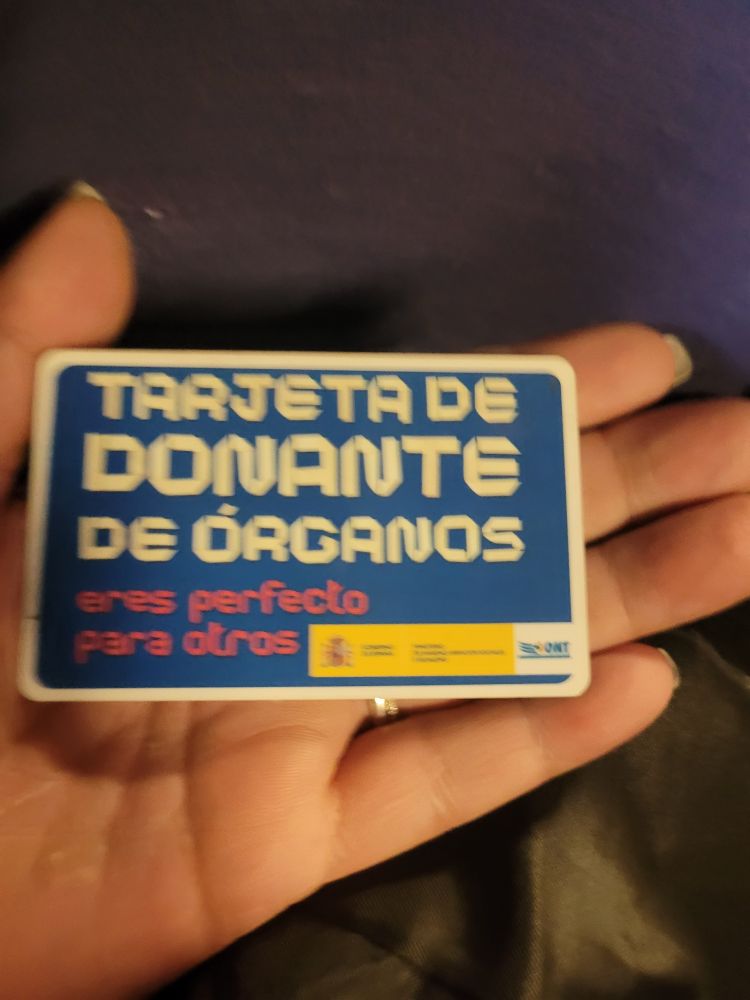 TARJETA DE
DONANTE
DE ÓRGANOS
eres perfecto
para otros
ONT